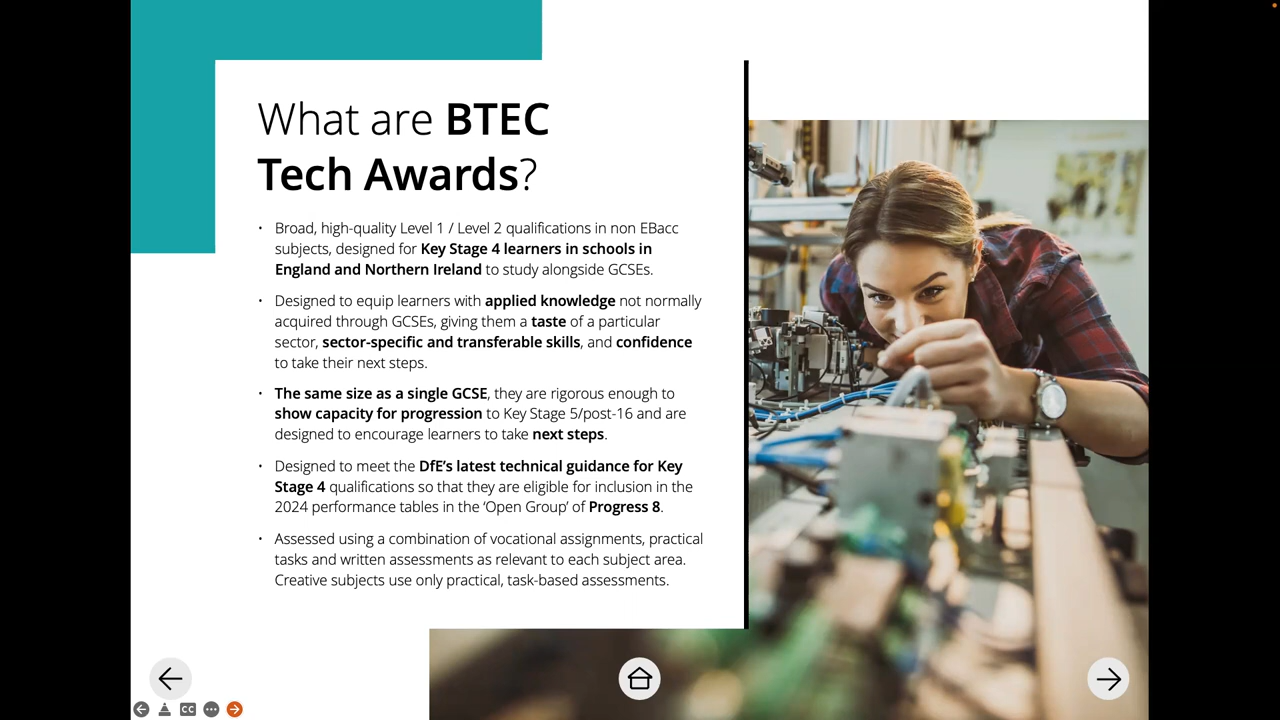 What are BTEC
Tech Awards?
• Broad, high-quality Level 1 / Level 2 qualifications in non EBacc
subjects, designed for Key Stage 4 learners in schools in
England and Northern Ireland to study alongside GCSEs.
• Designed to equip learners with applied knowledge not normally
acquired through GCSEs, giving them a taste of a particular
sector, sector-specific and transferable skills, and confidence
to take their next steps.
• The same size as a single GCSE, they are rigorous enough to
show capacity for progression to Key Stage 5/post-16 and are
designed to encourage learners to take next steps.
• Designed to meet the DfE’s latest technical guidance for Key
Stage 4 qualifications so that they are eligible for inclusion in the
2024 performance tables in the ‘Open Group’ of Progress 8.
• Assessed using a combination of vocational assignments, practical
tasks and written assessments as relevant to each subject area.
Creative subjects use only practical, task-based assessments.
CC